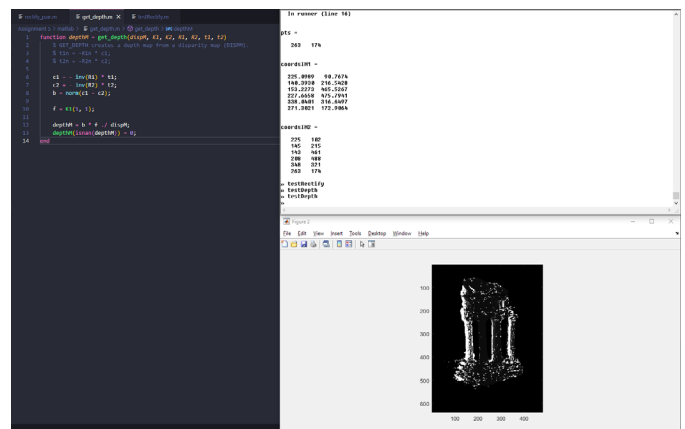 rectify_pair.m get_depth.m X testRectify.m
Assignment 5 > matlab > get_depth.m > get_depth > depthM
1 function depthM = get_depth(dispM, K1, K2, R1, R2, t1, t2)
2 % GET_DEPTH creates a depth map from a disparity map (DISPM).
3 % t1n = -R1n * c1;
4 % t2n = -R2n * c2;
5
6 c1 = - inv(R1) * t1;
7 c2 = - inv(R2) * t2;
8 b = norm(c1 - c2);
9
10 f = K1(1, 1);
11
12 depthM = b * f ./ dispM;
13 depthM(isnan(depthM)) = 0;
14 end
In runner (line 16)
pts =
263 174
coordsIM1 =
225.0989 90.7674
140.3930 216.5420
153.2273 465.5267
227.6658 475.7941
338.0401 316.6497
271.3021 172.9064
coordsIM2 =
225 102
145 215
143 461
208 488
340 321
263 174
» testRectify
» testDepth
» testDepth
»
Figure 2
File Edit View Insert Tools Desktop Window Help
100
200
300
400
500
600
100 200 300 400